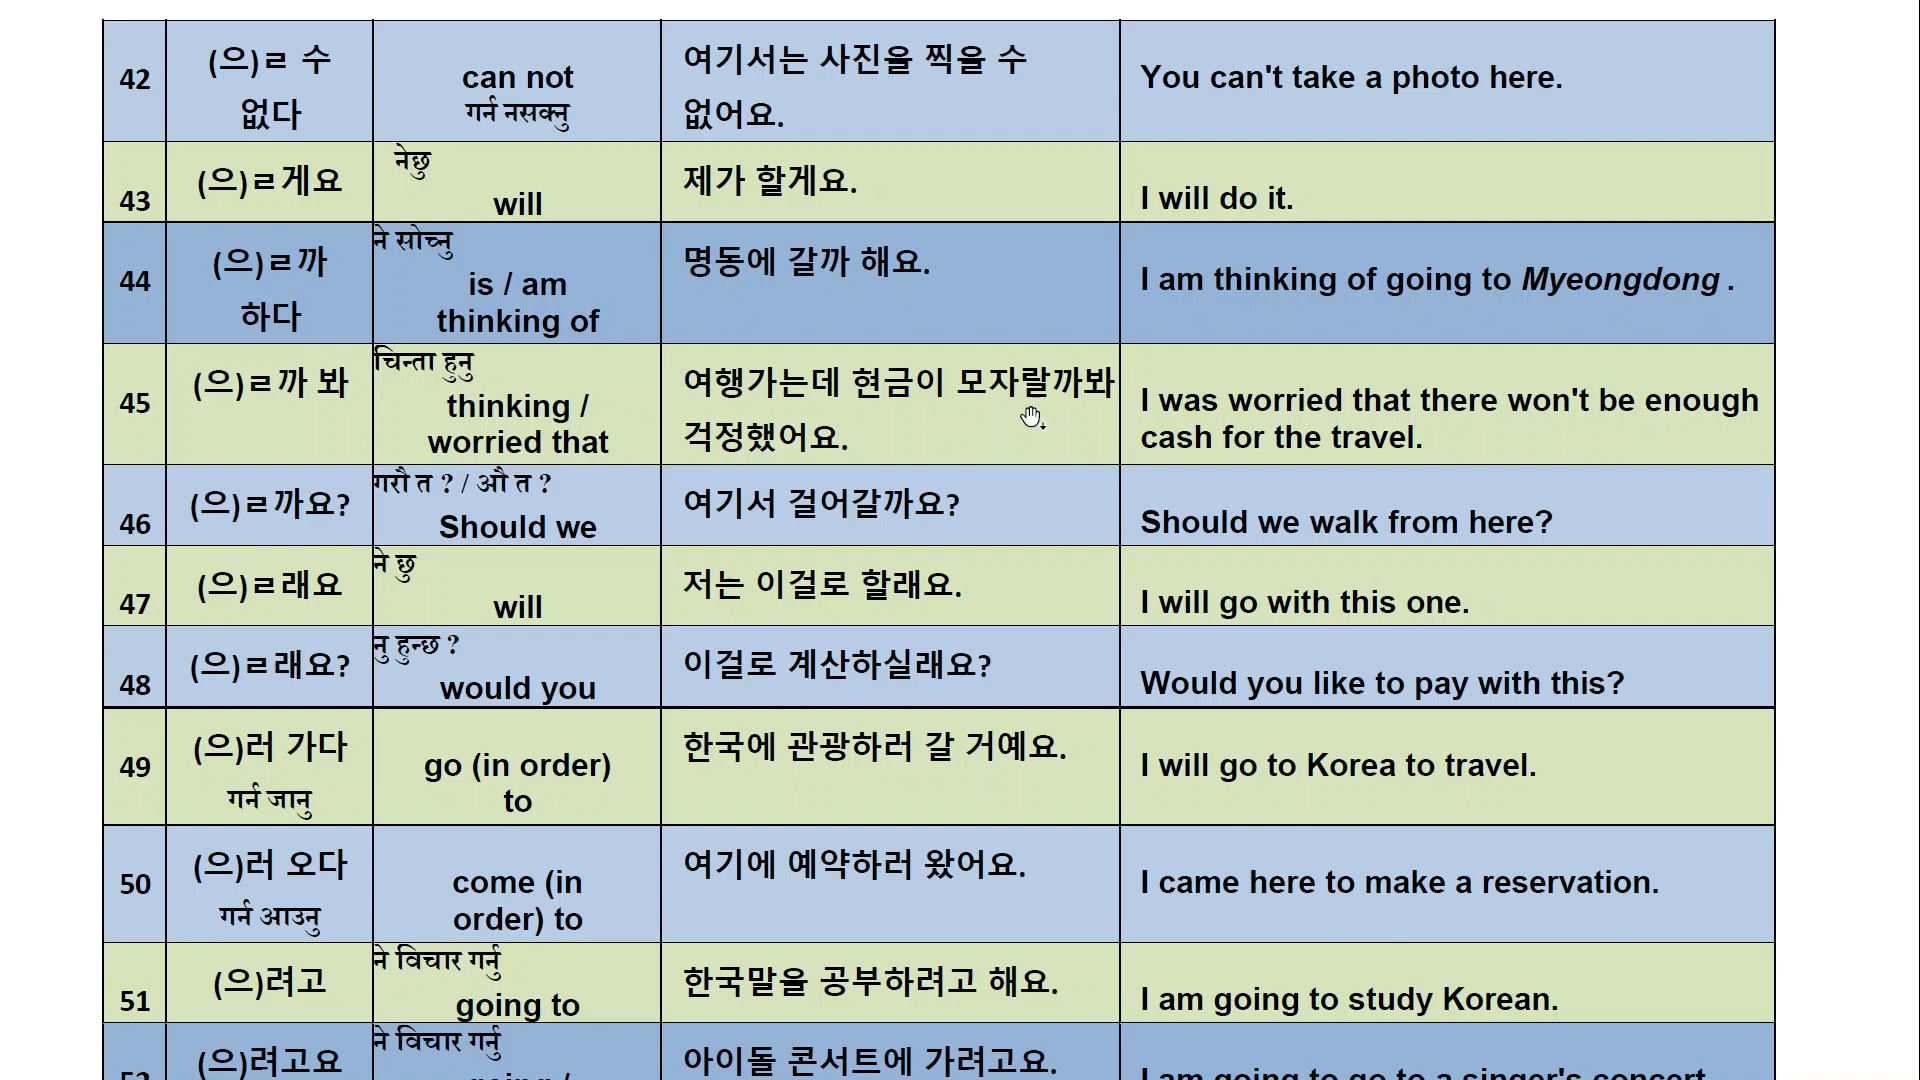 42
(으)ㄹ 수
없다
can not
गर्न नसक्नु
여기서는 사진을 찍을 수
없어요.
You can't take a photo here.
43
(으)ㄹ게요
नेछु
will
제가 할게요.
I will do it.
44
(으)ㄹ까
하다
ने सोच्नु
is / am
thinking of
명동에 갈까 해요.
I am thinking of going to Myeongdong .
45
(으)ㄹ까 봐
चिन्ता हुनु
thinking /
worried that
여행가는데 현금이 모자랄까봐
걱정했어요.
I was worried that there won't be enough
cash for the travel.
46
(으)ㄹ까요?
गरौ त ? / औ त ?
Should we
여기서 걸어갈까요?
Should we walk from here?
47
(으)ㄹ래요
ने छु
will
저는 이걸로 할래요.
I will go with this one.
48
(으)ㄹ래요?
नु हुन्छ ?
would you
이걸로 계산하실래요?
Would you like to pay with this?
49
(으)러 가다
गर्न जानु
go (in order)
to
한국에 관광하러 갈 거예요.
I will go to Korea to travel.
50
(으)러 오다
गर्न आउनु
come (in
order) to
여기에 예약하러 왔어요.
I came here to make a reservation.
51
(으)려고
ने विचार गर्नु
going to
한국말을 공부하려고 해요.
I am going to study Korean.
52
(으)려고요
ने विचार गर्नु
going /
아이돌 콘서트에 가려고요.
I am going to go to a singer's concert